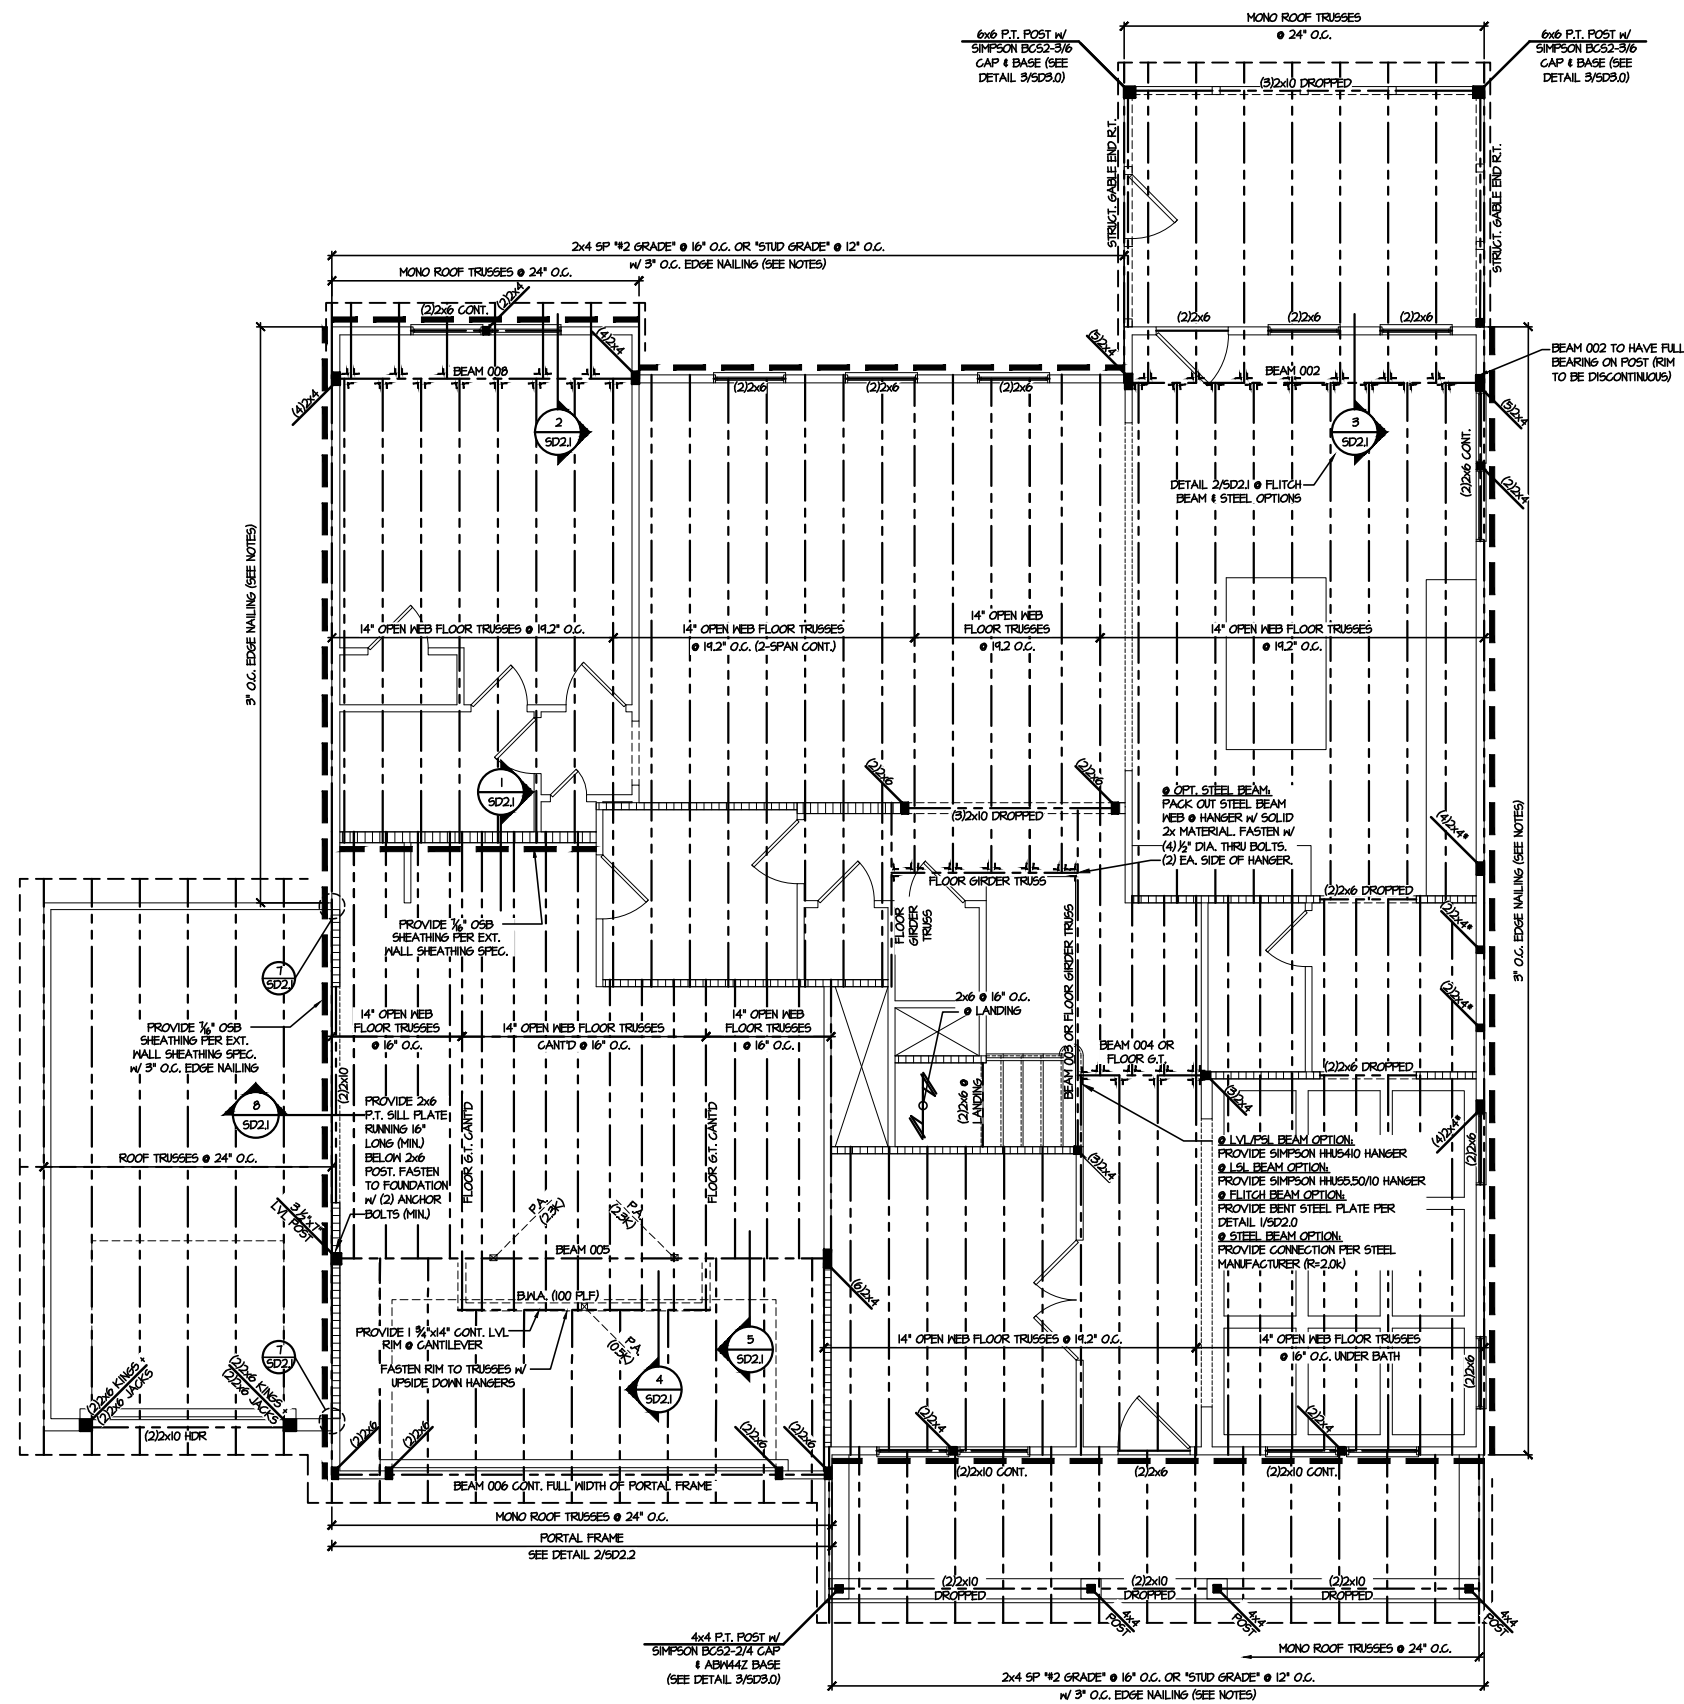 MONO ROOF TRUSSES
@ 24" O.C.
6x6 P.T. POST W/
SIMPSON BCS2-3/6
CAP & BASE (SEE
DETAIL 3/SD3.0)
6x6 P.T. POST W/
SIMPSON BCS2-3/6
CAP & BASE (SEE
DETAIL 3/SD3.0)
(3)2x10 DROPPED
STRUCT. GABLE END R.T.
STRUCT. GABLE END R.T.
2x4 SP "#2 GRADE" @ 16" O.C. OR "STUD GRADE" @ 12" O.C.
W/ 3" O.C. EDGE NAILING (SEE NOTES)
MONO ROOF TRUSSES @ 24" O.C.
(2)2x6 CONT.
(2)2x4
(4)2x4
(5)2x4
(2)2x6
(2)2x6
(2)2x6
BEAM 008
BEAM 002
BEAM 002 TO HAVE FULL
BEARING ON POST (RIM
TO BE DISCONTINUOUS)
(2)2x6
(2)2x6
(2)2x6
(4)2x4
(5)2x4
2
SD2.1
3
SD2.1
(2)2x6 CONT.
(2)2x4
DETAIL 2/SD2.1 @ FLITCH
BEAM & STEEL OPTIONS
3" O.C. EDGE NAILING (SEE NOTES)
14" OPEN WEB FLOOR TRUSSES @ 19.2" O.C.
14" OPEN WEB FLOOR TRUSSES
@ 19.2" O.C. (2-SPAN CONT.)
14" OPEN WEB
FLOOR TRUSSES
@ 19.2 O.C.
14" OPEN WEB FLOOR TRUSSES
@ 19.2" O.C.
1
SD2.1
(2)2x6
(2)2x6
(3)2x10 DROPPED
@ OPT. STEEL BEAM:
PACK OUT STEEL BEAM
WEB @ HANGER W/ SOLID
2x MATERIAL. FASTEN W/
(4) 1/2" DIA. THRU BOLTS.
(2) EA. SIDE OF HANGER.
(4)2x4"
3" O.C. EDGE NAILING (SEE NOTES)
FLOOR GIRDER TRUSS
(2)2x6 DROPPED
(2)2x4"
PROVIDE 7/16" OSB
SHEATHING PER EXT.
WALL SHEATHING SPEC.
FLOOR
GIRDER
TRUSS
BEAM 003 OR FLOOR GIRDER TRUSS
7
SD2.1
(2)2x4"
2x6 @ 16" O.C.
@ LANDING
PROVIDE 7/16" OSB
SHEATHING PER EXT.
WALL SHEATHING SPEC.
W/ 3" O.C. EDGE NAILING
14" OPEN WEB
FLOOR TRUSSES
@ 16" O.C.
14" OPEN WEB FLOOR TRUSSES
CANT'D @ 16" O.C.
14" OPEN WEB
FLOOR TRUSSES
@ 16" O.C.
BEAM 004 OR
FLOOR G.T.
(2)2x6 DROPPED
(2)2x10
(3)2x4
(2)2x6 @
LANDING
8
SD2.1
PROVIDE 2x6
P.T. SILL PLATE
RUNNING 16"
LONG (MIN.)
BELOW 2x6
POST. FASTEN
TO FOUNDATION
W/ (2) ANCHOR
BOLTS (MIN.)
FLOOR G.T. CANT'D
FLOOR G.T. CANT'D
(4)2x4"
(2)2x6
ROOF TRUSSES @ 24" O.C.
(3)2x4
@ LVL/PSL BEAM OPTION:
PROVIDE SIMPSON HHUS410 HANGER
@ LSL BEAM OPTION:
PROVIDE SIMPSON HHUS5.50/10 HANGER
@ FLITCH BEAM OPTION:
PROVIDE BENT STEEL PLATE PER
DETAIL 1/SD2.0
@ STEEL BEAM OPTION:
PROVIDE CONNECTION PER STEEL
MANUFACTURER (R=2.0k)
3 1/2"x7"
LVL POST
P.A.
(2.3K)
P.A.
(2.3K)
BEAM 005
(6)2x4
B.W.A. (100 PLF)
PROVIDE 1 3/4"x14" CONT. LVL
RIM @ CANTILEVER
FASTEN RIM TO TRUSSES W/
UPSIDE DOWN HANGERS
P.A.
(0.5K)
5
SD2.1
4
SD2.1
14" OPEN WEB FLOOR TRUSSES @ 19.2" O.C.
14" OPEN WEB FLOOR TRUSSES
@ 16" O.C. UNDER BATH
7
SD2.1
(2)2x6
(2)2x6 KINGS +
(2)2x6 JACKS
(2)2x6 KINGS +
(2)2x6 JACKS
(2)2x10 HDR
(2)2x6
(2)2x6
(2)2x6
(2)2x6
(2)2x4
(2)2x4
(2)2x10 CONT.
(2)2x6
(2)2x10 CONT.
BEAM 006 CONT. FULL WIDTH OF PORTAL FRAME
MONO ROOF TRUSSES @ 24" O.C.
PORTAL FRAME
SEE DETAIL 2/SD2.2
(2)2x10
DROPPED
(2)2x10
DROPPED
(2)2x10
DROPPED
4x4
POST
4x4
POST
4x4
POST
4x4 P.T. POST W/
SIMPSON BCS2-2/4 CAP
& ABW44Z BASE
(SEE DETAIL 3/SD3.0)
MONO ROOF TRUSSES @ 24" O.C.
2x4 SP "#2 GRADE" @ 16" O.C. OR "STUD GRADE" @ 12" O.C.
W/ 3" O.C. EDGE NAILING (SEE NOTES)